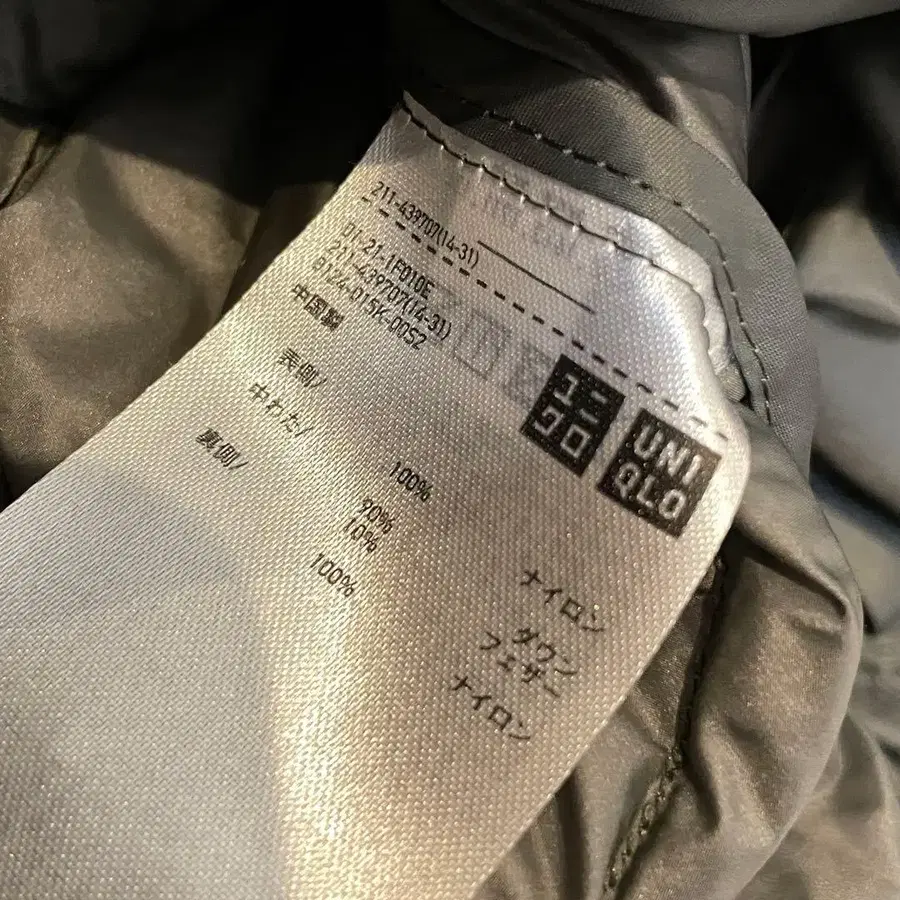 211-439707(14-31)
01-21-1F010E
211-439707(14-31)
0124-015K-00S2
中国製
ユニ
クロ
UNI
QLO
表側/ 100% ナイロン
中わた/ 90% ダウン
10% フェザー
裏側/ 100% ナイロン